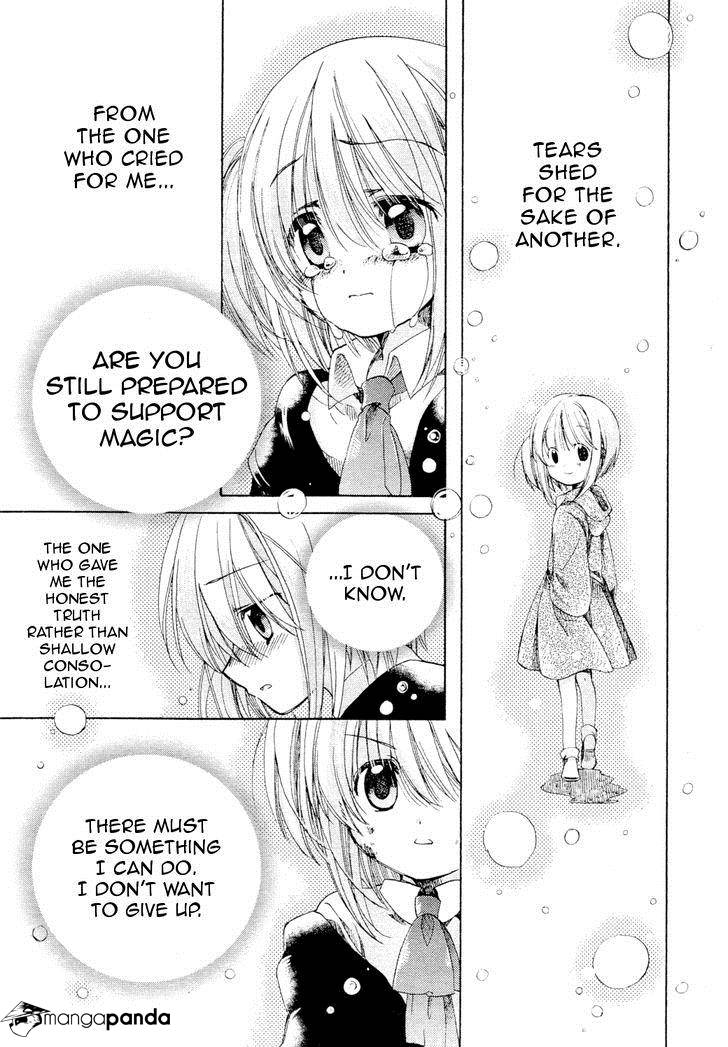 TEARS
SHED
FOR THE
SAKE OF
ANOTHER.
FROM
THE ONE
WHO CRIED
FOR ME...
ARE YOU
STILL PREPARED
TO SUPPORT
MAGIC?
...I DON'T
KNOW.
THE ONE
WHO GAVE
ME THE
HONEST
TRUTH
RATHER THAN
SHALLOW
CONSO-
LATION...
THERE MUST
BE SOMETHING
I CAN DO.
I DON'T WANT
TO GIVE UP.
mangapanda